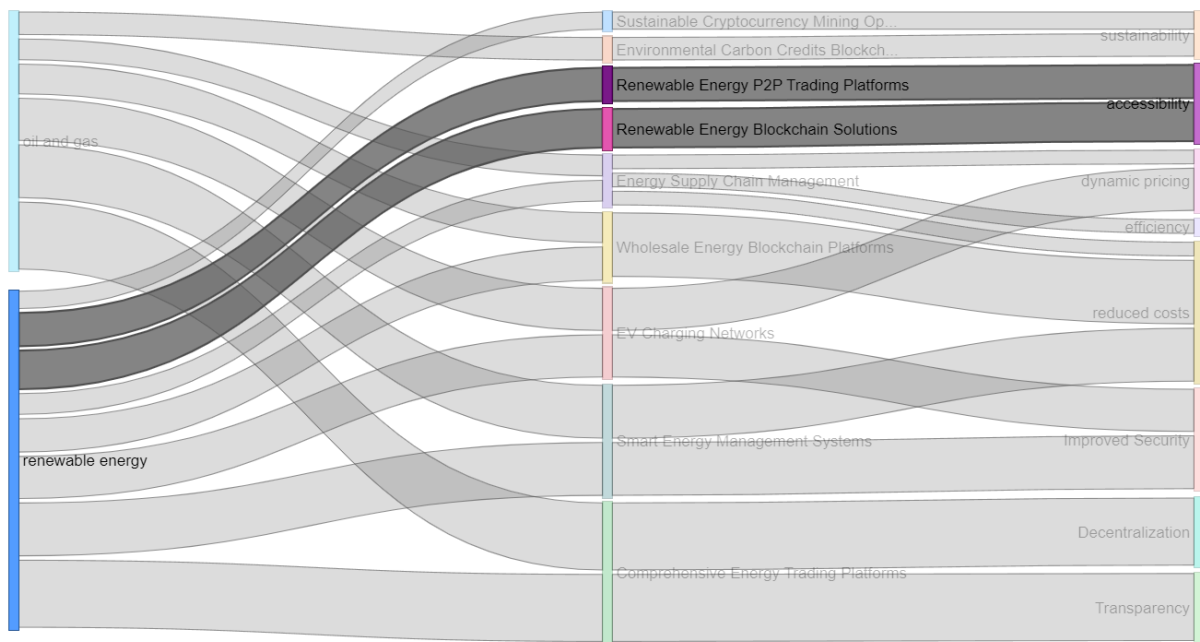 oil and gas
renewable energy
Sustainable Cryptocurrency Mining Op...
Environmental Carbon Credits Blockch...
Renewable Energy P2P Trading Platforms
Renewable Energy Blockchain Solutions
Energy Supply Chain Management
Wholesale Energy Blockchain Platforms
EV Charging Networks
Smart Energy Management Systems
Comprehensive Energy Trading Platforms
sustainability
accessibility
dynamic pricing
efficiency
reduced costs
Improved Security
Decentralization
Transparency